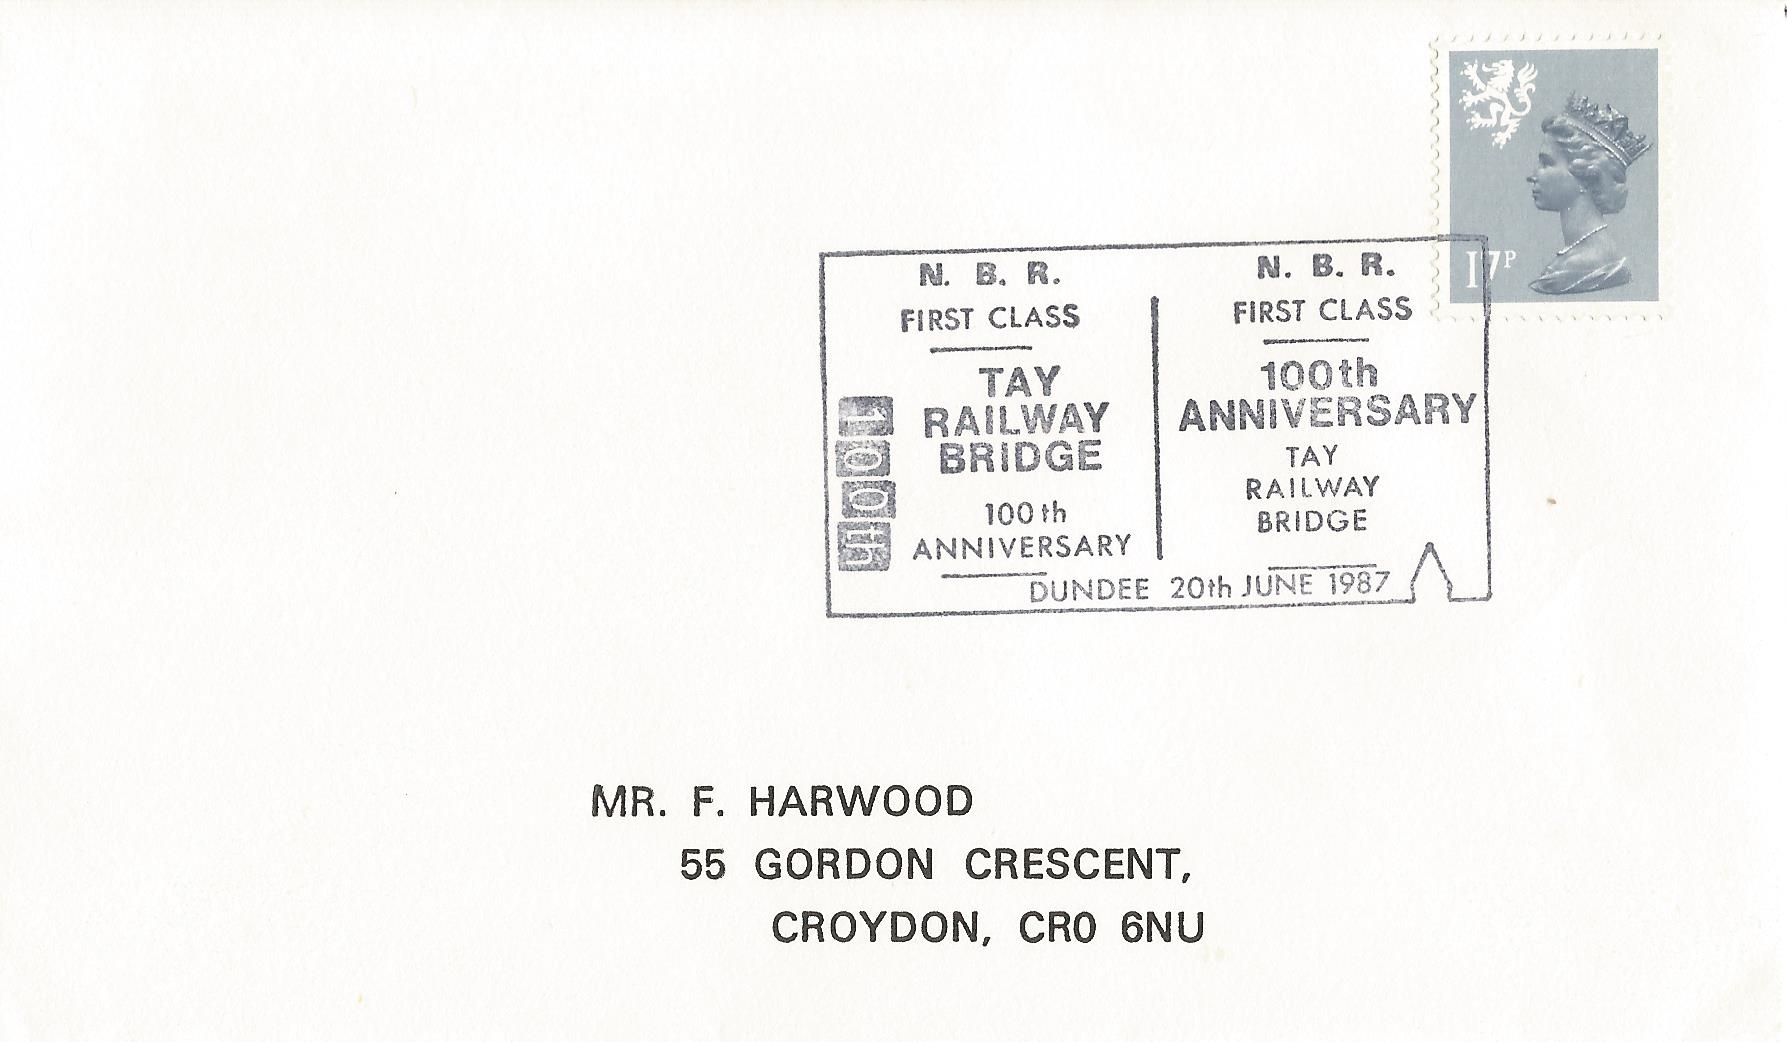 17P
N. B. R.
FIRST CLASS
TAY
RAILWAY
BRIDGE
100th
ANNIVERSARY
100th
N. B. R.
FIRST CLASS
100th
ANNIVERSARY
TAY
RAILWAY
BRIDGE
DUNDEE 20th JUNE 1987
MR. F. HARWOOD
55 GORDON CRESCENT,
CROYDON, CR0 6NU